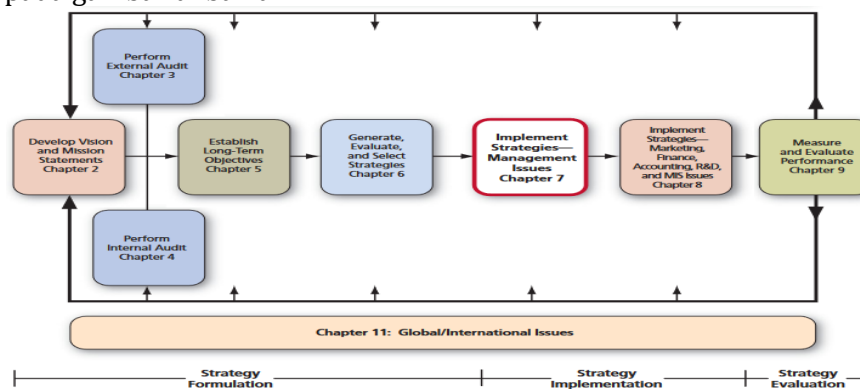 Perform
External Audit
Chapter 3
Develop Vision
and Mission
Statements
Chapter 2
Establish
Long-Term
Objectives
Chapter 5
Generate,
Evaluate,
and Select
Strategies
Chapter 6
Implement
Strategies—
Management
Issues
Chapter 7
Implement
Strategies—
Marketing,
Finance,
Accounting, R&D,
and MIS Issues
Chapter 8
Measure
and Evaluate
Performance
Chapter 9
Perform
Internal Audit
Chapter 4
Chapter 11: Global/International Issues
Strategy
Formulation
Strategy
Implementation
Strategy
Evaluation